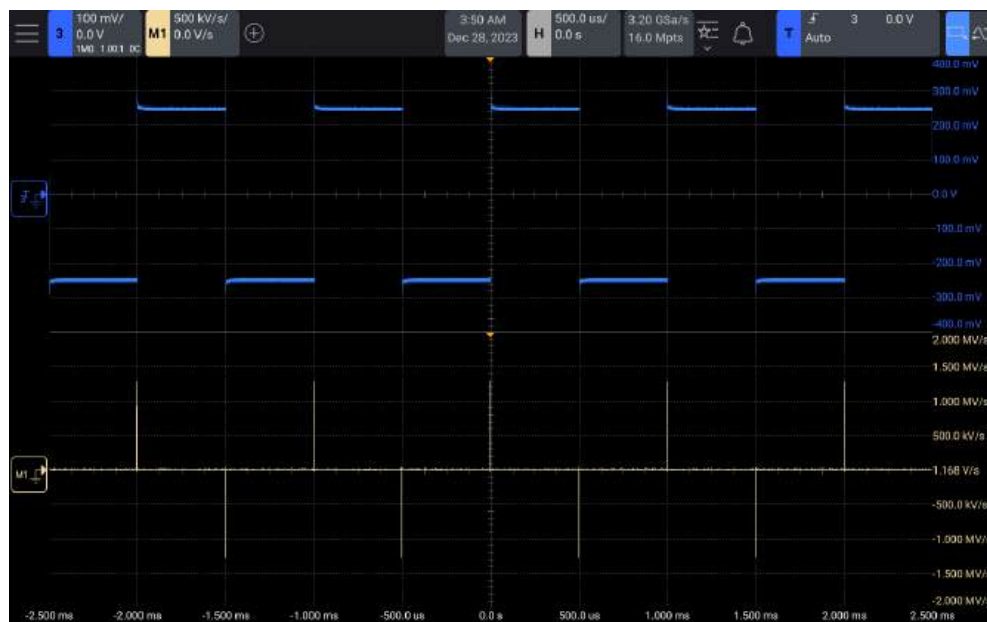 3
100 mV/
0.0 V
1MΩ 1.00:1 DC
M1
500 kV/s/
0.0 V/s
3:50 AM
Dec 28, 2023
H
500.0 us/
0.0 s
3.20 GSa/s
16.0 Mpts
T
3
0.0 V
Auto
400.0 mV
300.0 mV
200.0 mV
100.0 mV
0.0 V
-100.0 mV
-200.0 mV
-300.0 mV
-400.0 mV
2.000 MV/s
1.500 MV/s
1.000 MV/s
500.0 kV/s
M1
1.168 V/s
-500.0 kV/s
-1.000 MV/
-1.500 MV/s
-2.000 MV/
-2.500 ms
-2.000 ms
-1.500 ms
-1.000 ms
-500.0 us
0.0 s
500.0 us
1.000 ms
1.500 ms
2.000 ms
2.500 ms